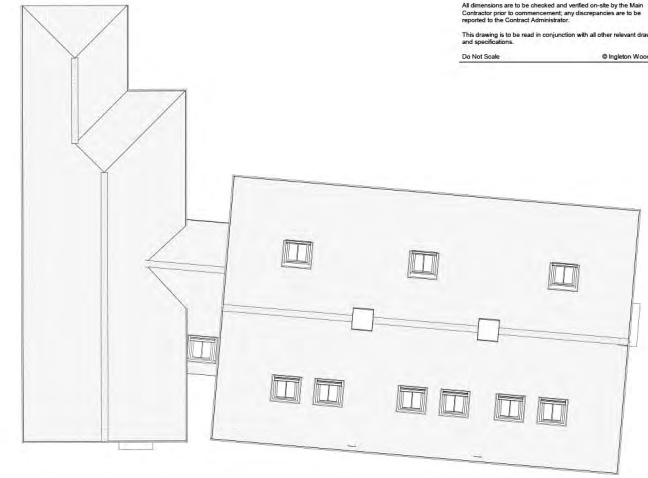 All dimensions are to be checked and verified on-site by the Main
Contractor prior to commencement; any discrepancies are to be
reported to the Contract Administrator.
This drawing is to be read in conjunction with all other relevant
and specifications.
Do Not Scale © Ingleton